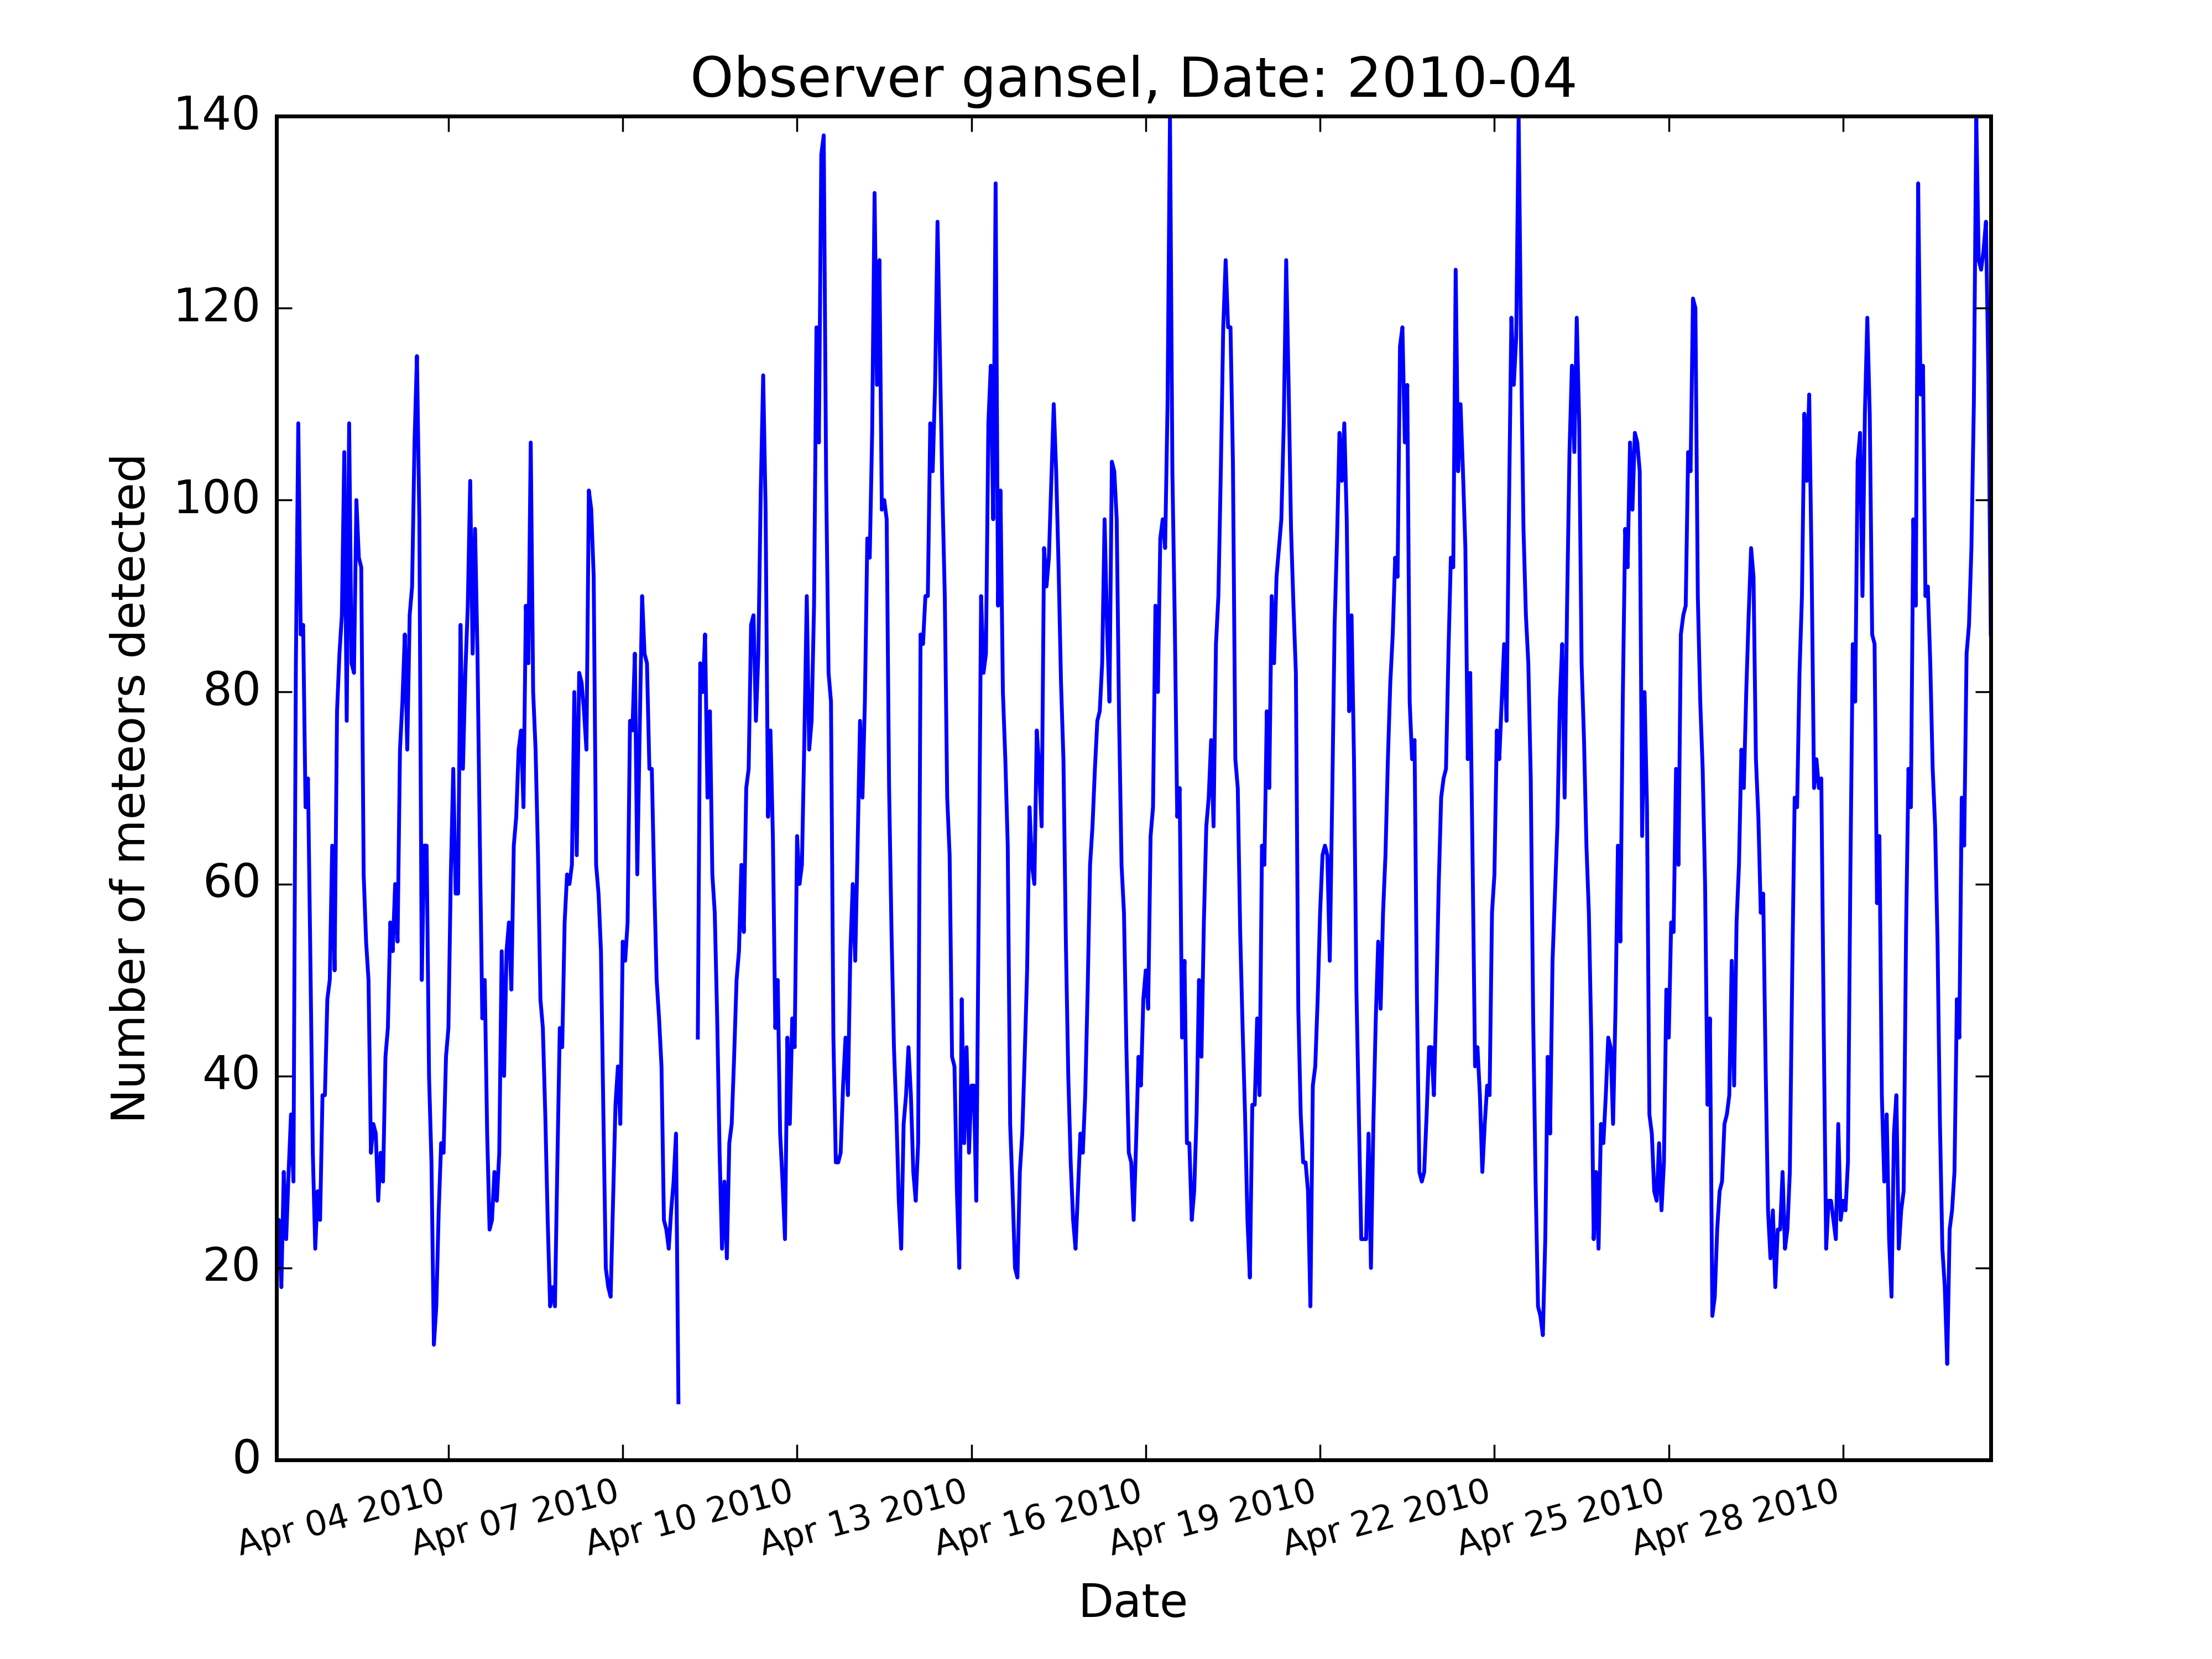 Observer gansel, Date: 2010-04
140
120
100
80
60
40
20
0
Number of meteors detected
Apr 04 2010
Apr 07 2010
Apr 10 2010
Apr 13 2010
Apr 16 2010
Apr 19 2010
Apr 22 2010
Apr 25 2010
Apr 28 2010
Date